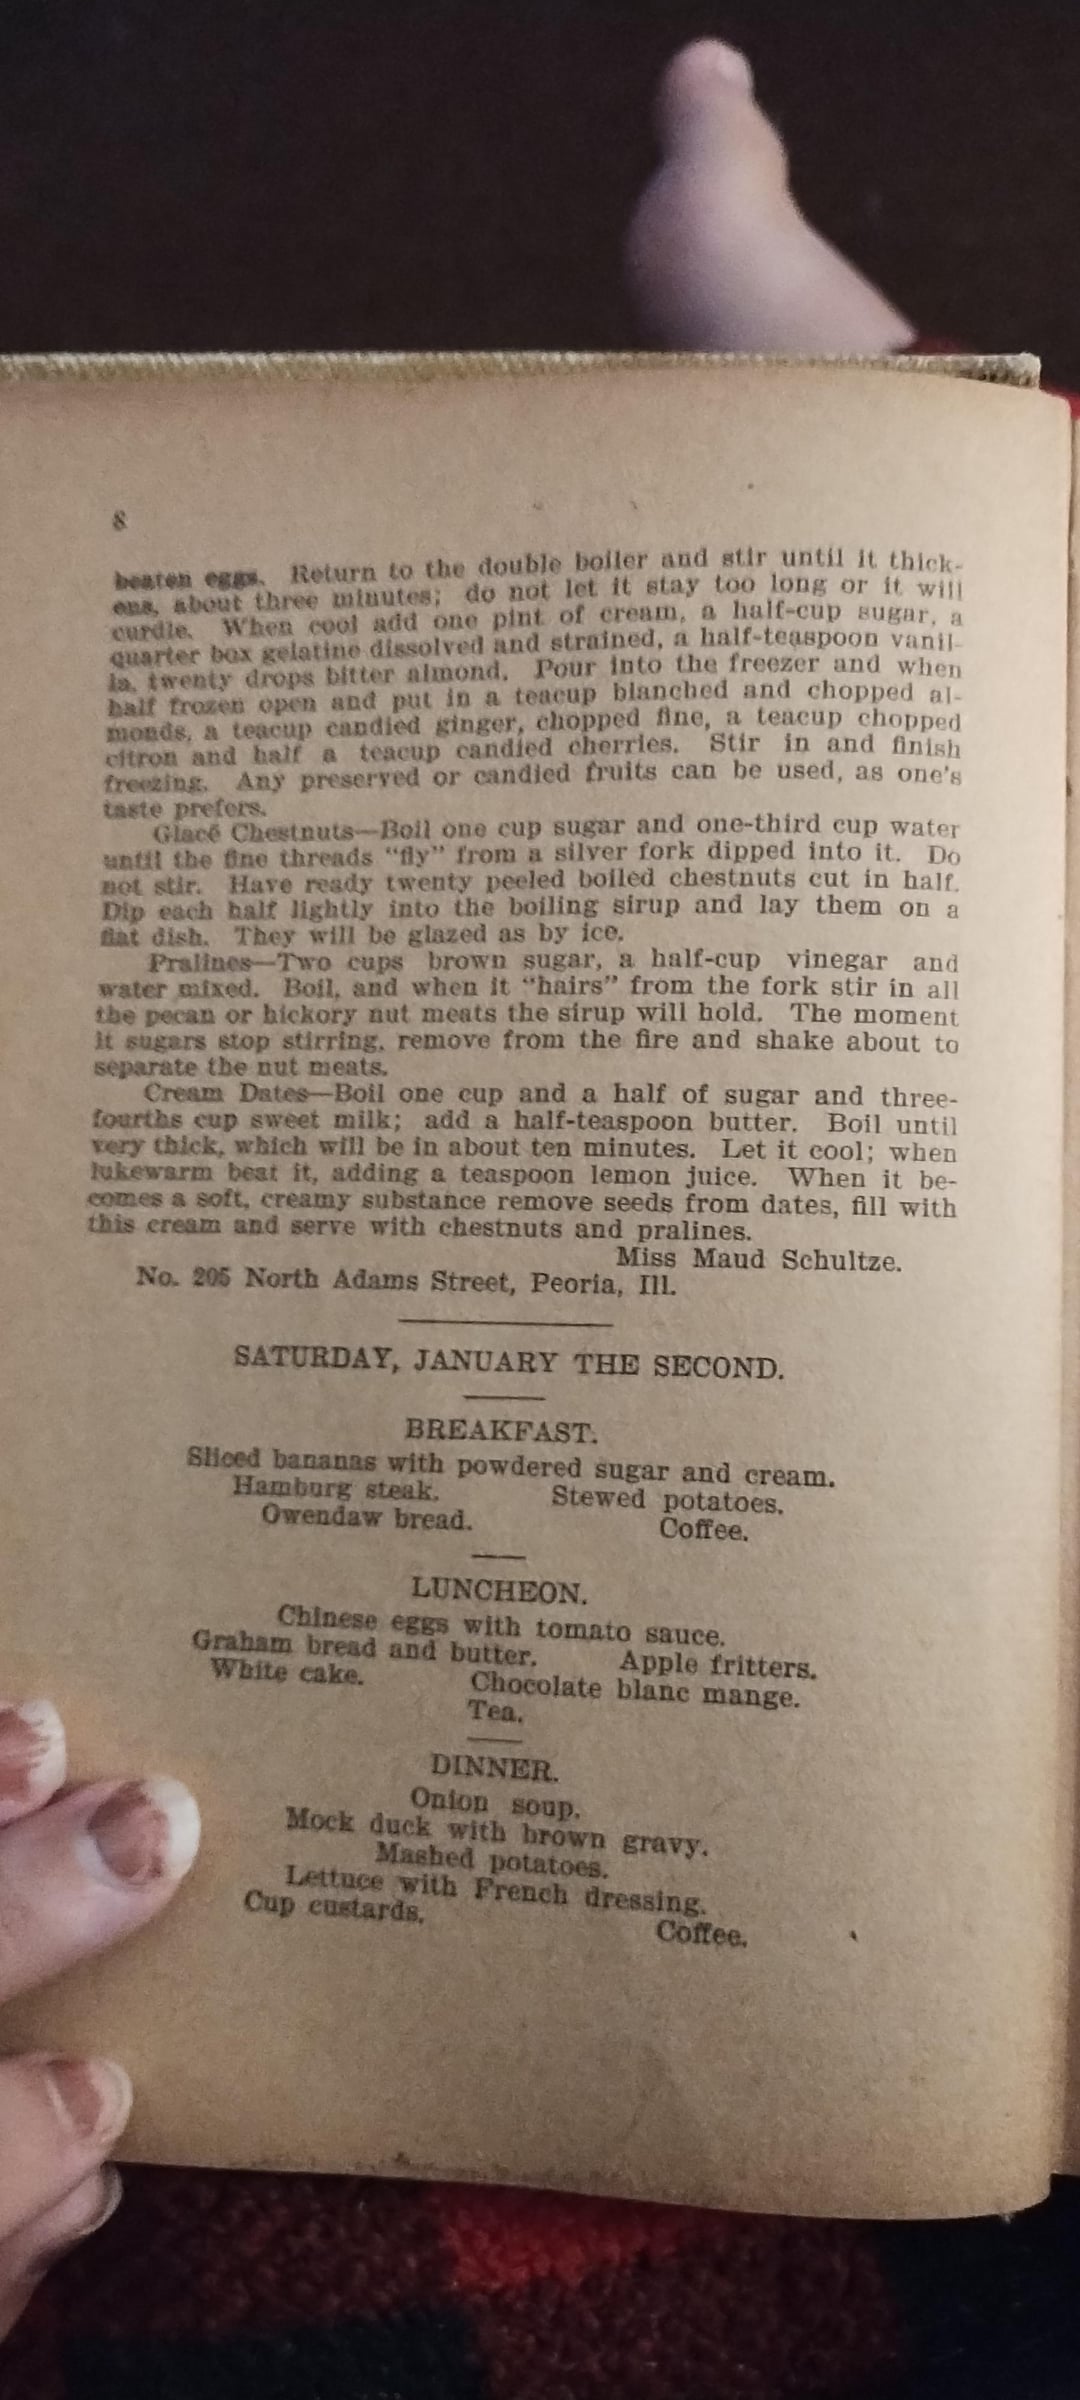 8
beaten eggs. Return to the double boiler and stir until it thick-
ens, about three minutes; do not let it stay too long or it will
curdle. When cool add one pint of cream, a half-cup sugar, a
quarter box gelatine dissolved and strained, a half-teaspoon vanil-
la, twenty drops bitter almond. Pour into the freezer and when
half frozen open and put in a teacup blanched and chopped al-
monds, a teacup candied ginger, chopped fine, a teacup chopped
citron and half a teacup candied cherries. Stir in and finish
freezing. Any preserved or candied fruits can be used, as one's
taste prefers.
Glacé Chestnuts—Boil one cup sugar and one-third cup water
until the fine threads "fly" from a silver fork dipped into it. Do
not stir. Have ready twenty peeled boiled chestnuts cut in half.
Dip each half lightly into the boiling sirup and lay them on a
flat dish. They will be glazed as by ice.
Pralines—Two cups brown sugar, a half-cup vinegar and
water mixed. Boil, and when it "hairs" from the fork stir in all
the pecan or hickory nut meats the sirup will hold. The moment
it sugars stop stirring, remove from the fire and shake about to
separate the nut meats.
Cream Dates—Boil one cup and a half of sugar and three-
fourths cup sweet milk; add a half-teaspoon butter. Boil until
very thick, which will be in about ten minutes. Let it cool; when
lukewarm beat it, adding a teaspoon lemon juice. When it be-
comes a soft, creamy substance remove seeds from dates, fill with
this cream and serve with chestnuts and pralines.
Miss Maud Schultze.
No. 205 North Adams Street, Peoria, Ill.
SATURDAY, JANUARY THE SECOND.
BREAKFAST.
Sliced bananas with powdered sugar and cream.
Hamburg steak. Stewed potatoes.
Owendaw bread. Coffee.
LUNCHEON.
Chinese eggs with tomato sauce.
Graham bread and butter. Apple fritters.
White cake. Chocolate blanc mange.
Tea.
DINNER.
Onion soup.
Mock duck with brown gravy.
Mashed potatoes.
Lettuce with French dressing.
Cup custards. Coffee.